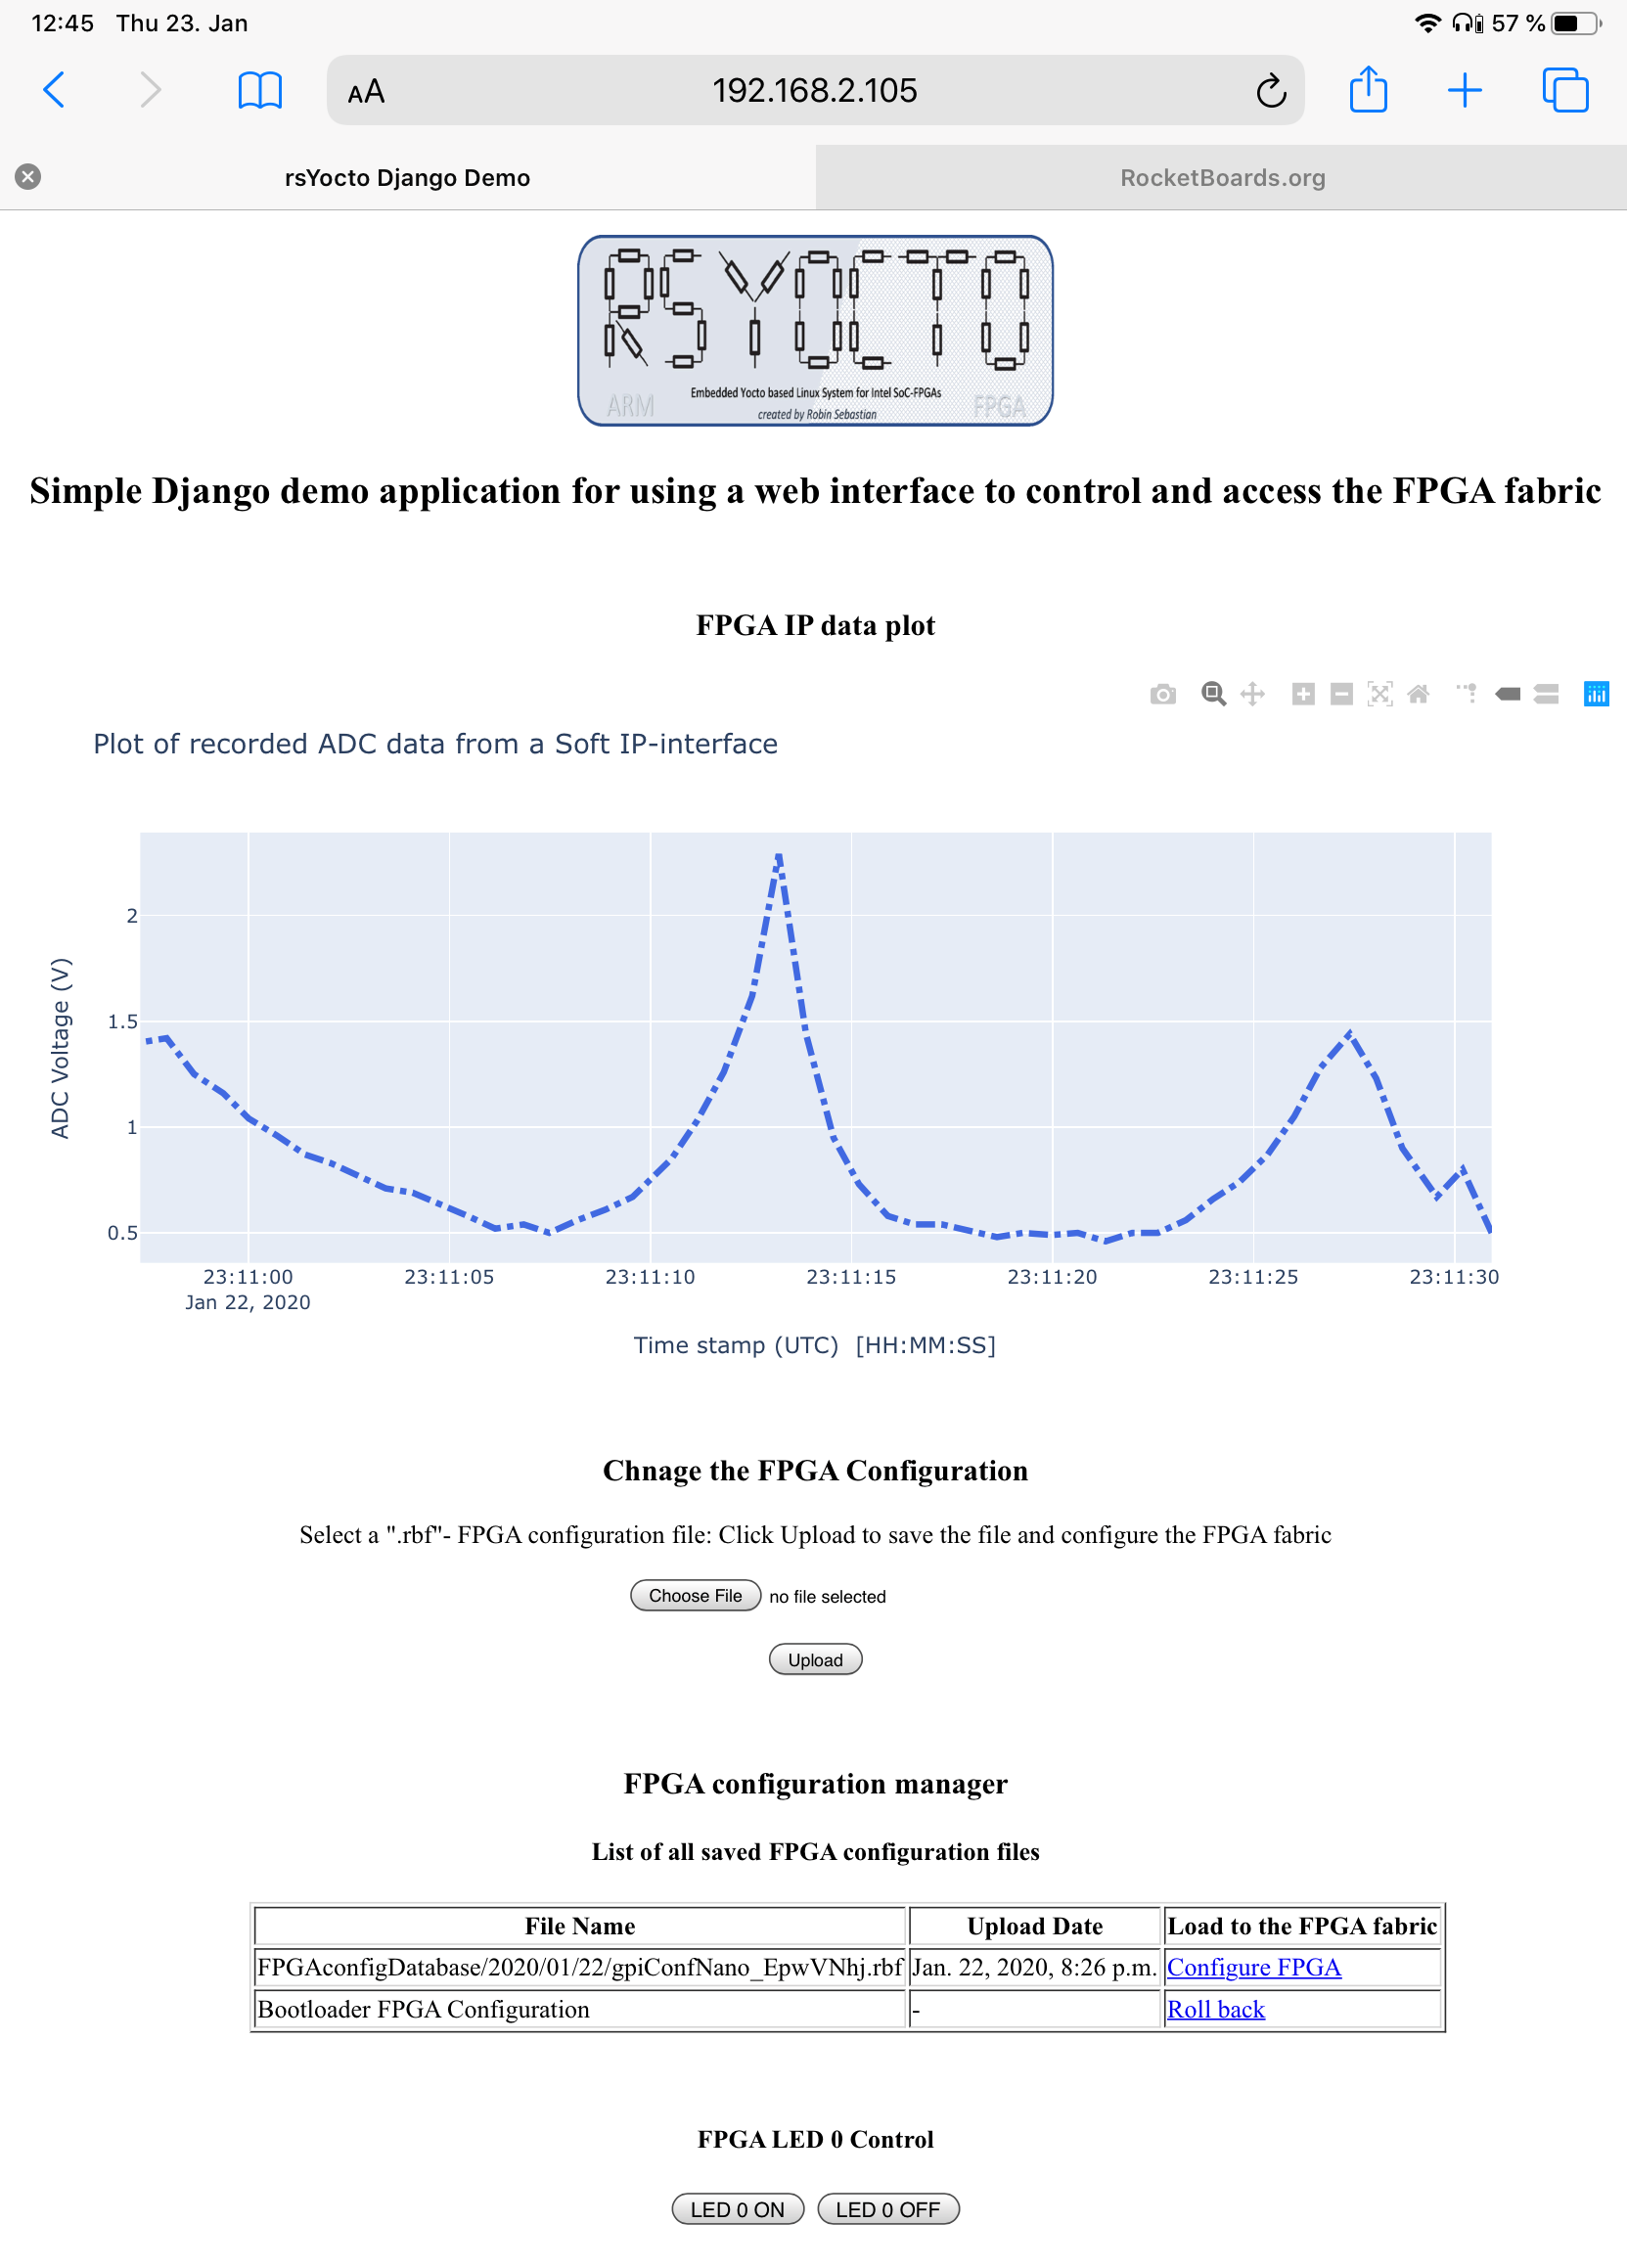 12:45 Thu 23. Jan 57 %
AA 192.168.2.105
rsYocto Django Demo RocketBoards.org
RSYOCTO
Embedded Yocto based Linux System for Intel SoC-FPGAs
ARM created by Robin Sebastian FPGA
Simple Django demo application for using a web interface to control and access the FPGA fabric
FPGA IP data plot
Plot of recorded ADC data from a Soft IP-interface
ADC Voltage (V)
2
1.5
1
0.5
23:11:00 23:11:05 23:11:10 23:11:15 23:11:20 23:11:25 23:11:30
Jan 22, 2020
Time stamp (UTC) [HH:MM:SS]
Chnage the FPGA Configuration
Select a ".rbf"- FPGA configuration file: Click Upload to save the file and configure the FPGA fabric
Choose File no file selected
Upload
FPGA configuration manager
List of all saved FPGA configuration files
File Name Upload Date Load to the FPGA fabric
FPGAconfigDatabase/2020/01/22/gpiConfNano_EpwVNhj.rbf Jan. 22, 2020, 8:26 p.m. Configure FPGA
Bootloader FPGA Configuration - Roll back
FPGA LED 0 Control
LED 0 ON LED 0 OFF